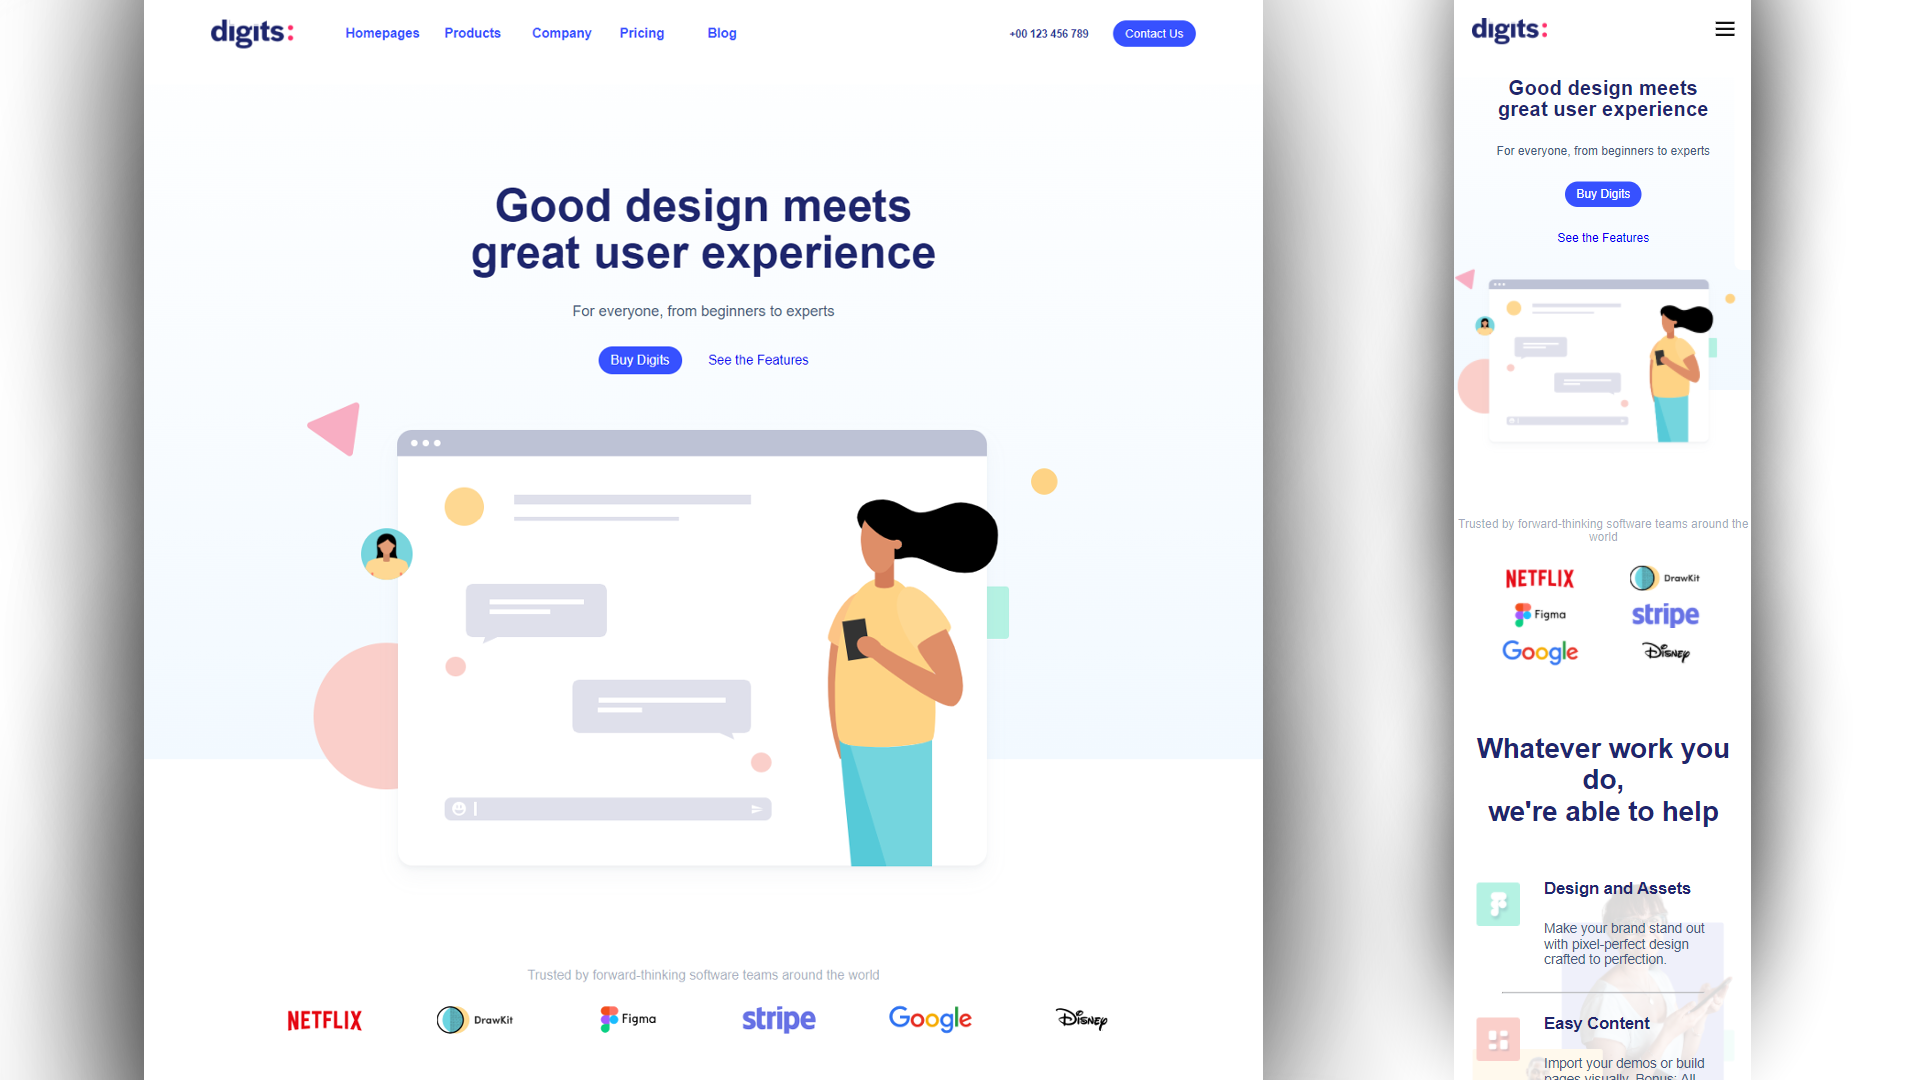 digits:
Homepages Products Company Pricing Blog
+00 123 456 789 Contact Us
Good design meets
great user experience
For everyone, from beginners to experts
Buy Digits See the Features
Trusted by forward-thinking software teams around the world
NETFLIX DrawKit Figma stripe Google Disney
digits:
Good design meets
great user experience
For everyone, from beginners to experts
Buy Digits
See the Features
Trusted by forward-thinking software teams around the
world
NETFLIX DrawKit
Figma stripe
Google Disney
Whatever work you
do,
we're able to help
Design and Assets
Make your brand stand out
with pixel-perfect design
crafted to perfection.
Easy Content
Import your demos or build
pages visually. Bonus: All